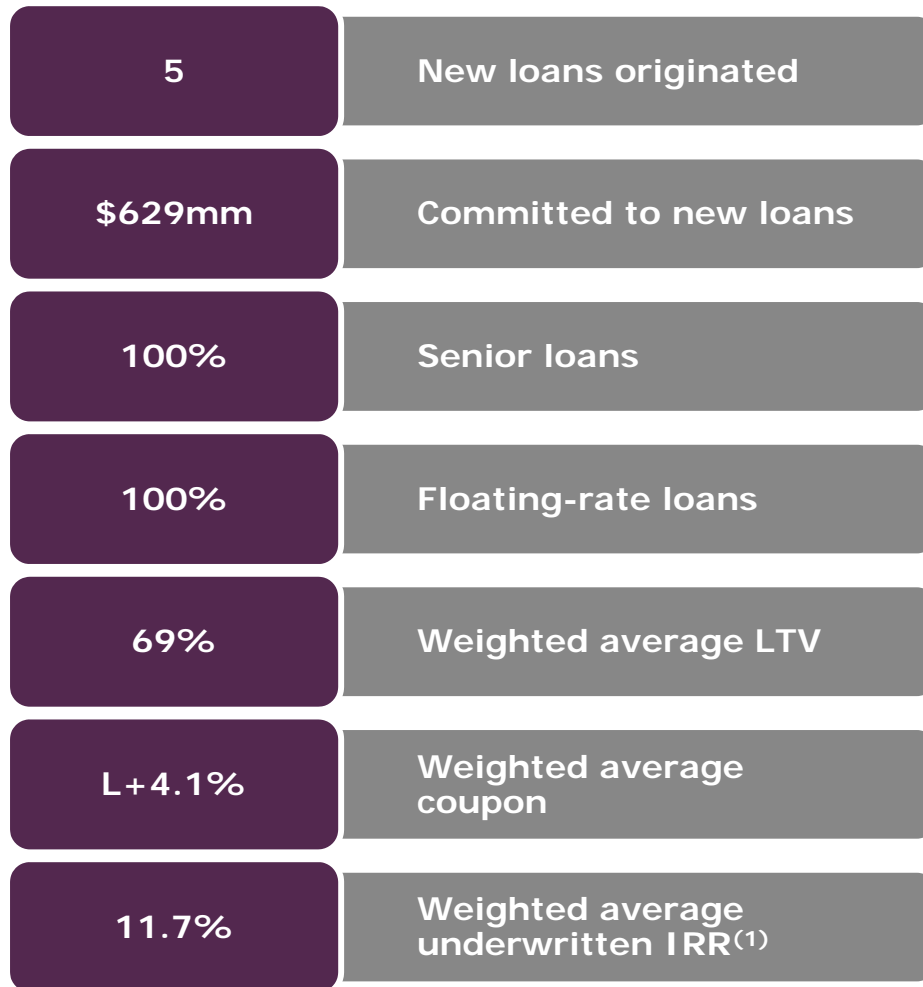 5
New loans originated
$629mm
Committed to new loans
100%
Senior loans
100%
Floating-rate loans
69%
Weighted average LTV
L+4.1%
Weighted average
coupon
11.7%
Weighted average
underwritten IRR(1)